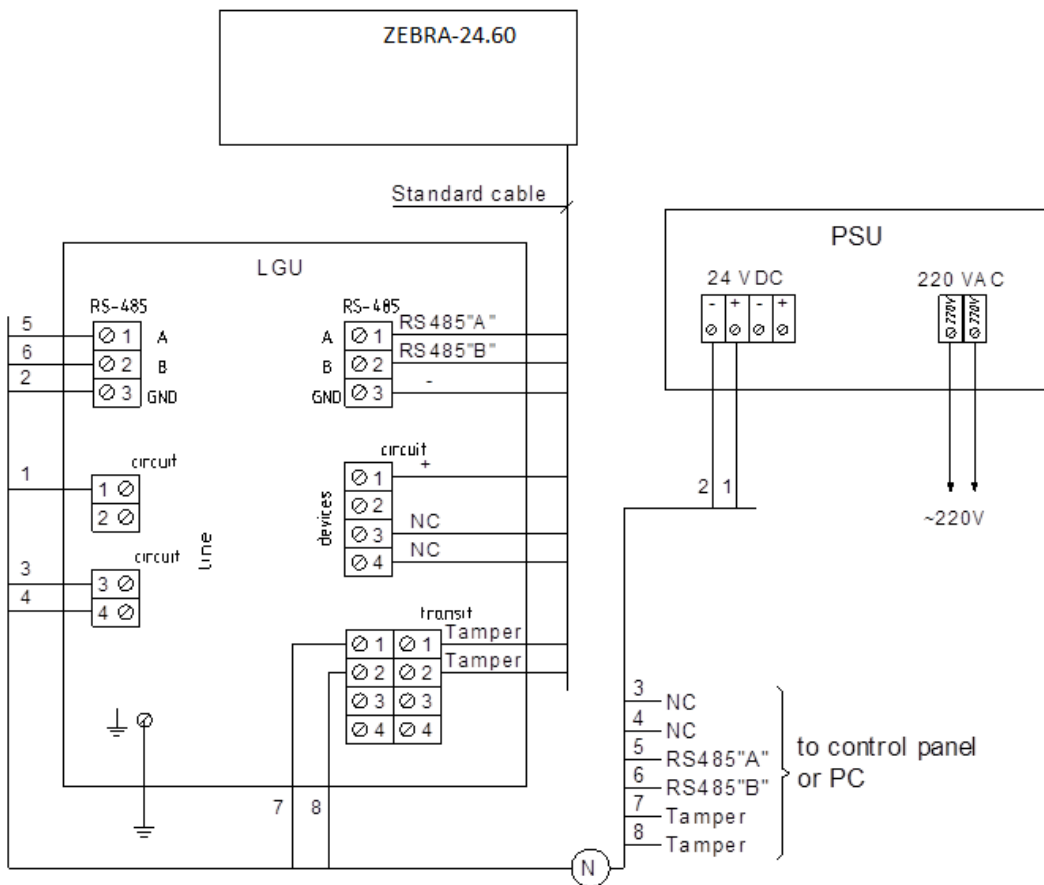 ZEBRA-24.60
Standard cable
PSU
24 VDC
220 VAC
- + - +
220V 220V
2 1
~220V
LGU
RS-485
RS-485
5
1 A
6
2 B
2
3 GND
A 1 RS485"A"
B 2 RS485"B"
GND 3 -
circuit
1
1
2
line
circuit
3
3
4
4
circuit
+
devices
1
2
3 NC
4 NC
transit
1 1 Tamper
2 2 Tamper
3 3
4 4
7 8
N
3 NC
4 NC
5 RS485"A"
6 RS485"B"
7 Tamper
8 Tamper
to control panel
or PC